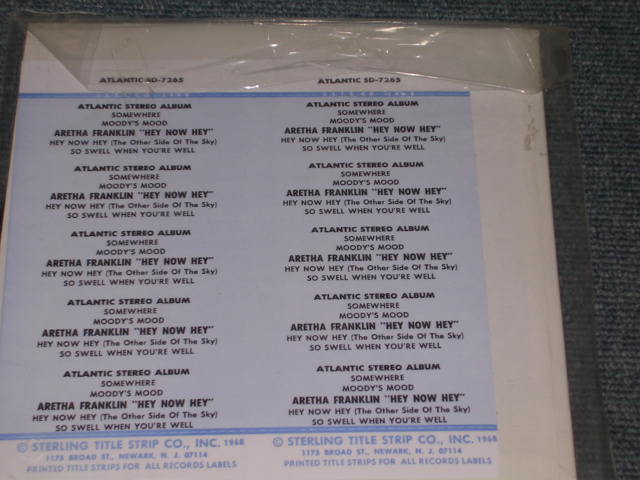 ATLANTIC SD-7265
ATLANTIC STEREO ALBUM
SOMEWHERE
MOODY'S MOOD
ARETHA FRANKLIN "HEY NOW HEY"
HEY NOW HEY (The Other Side Of The Sky)
SO SWELL WHEN YOU'RE WELL
ATLANTIC STEREO ALBUM
SOMEWHERE
MOODY'S MOOD
ARETHA FRANKLIN "HEY NOW HEY"
HEY NOW HEY (The Other Side Of The Sky)
SO SWELL WHEN YOU'RE WELL
ATLANTIC STEREO ALBUM
SOMEWHERE
MOODY'S MOOD
ARETHA FRANKLIN "HEY NOW HEY"
HEY NOW HEY (The Other Side Of The Sky)
SO SWELL WHEN YOU'RE WELL
ATLANTIC STEREO ALBUM
SOMEWHERE
MOODY'S MOOD
ARETHA FRANKLIN "HEY NOW HEY"
HEY NOW HEY (The Other Side Of The Sky)
SO SWELL WHEN YOU'RE WELL
ATLANTIC STEREO ALBUM
SOMEWHERE
MOODY'S MOOD
ARETHA FRANKLIN "HEY NOW HEY"
HEY NOW HEY (The Other Side Of The Sky)
SO SWELL WHEN YOU'RE WELL
© STERLING TITLE STRIP CO., INC. 1968
1175 BROAD ST., NEWARK, N. J. 07114
PRINTED TITLE STRIPS FOR ALL RECORDS LABELS
ATLANTIC SD-7265
ATLANTIC STEREO ALBUM
SOMEWHERE
MOODY'S MOOD
ARETHA FRANKLIN "HEY NOW HEY"
HEY NOW HEY (The Other Side Of The Sky)
SO SWELL WHEN YOU'RE WELL
ATLANTIC STEREO ALBUM
SOMEWHERE
MOODY'S MOOD
ARETHA FRANKLIN "HEY NOW HEY"
HEY NOW HEY (The Other Side Of The Sky)
SO SWELL WHEN YOU'RE WELL
ATLANTIC STEREO ALBUM
SOMEWHERE
MOODY'S MOOD
ARETHA FRANKLIN "HEY NOW HEY"
HEY NOW HEY (The Other Side Of The Sky)
SO SWELL WHEN YOU'RE WELL
ATLANTIC STEREO ALBUM
SOMEWHERE
MOODY'S MOOD
ARETHA FRANKLIN "HEY NOW HEY"
HEY NOW HEY (The Other Side Of The Sky)
SO SWELL WHEN YOU'RE WELL
ATLANTIC STEREO ALBUM
SOMEWHERE
MOODY'S MOOD
ARETHA FRANKLIN "HEY NOW HEY"
HEY NOW HEY (The Other Side Of The Sky)
SO SWELL WHEN YOU'RE WELL
© STERLING TITLE STRIP CO., INC. 1968
1175 BROAD ST., NEWARK, N. J. 07114
PRINTED TITLE STRIPS FOR ALL RECORDS LABELS